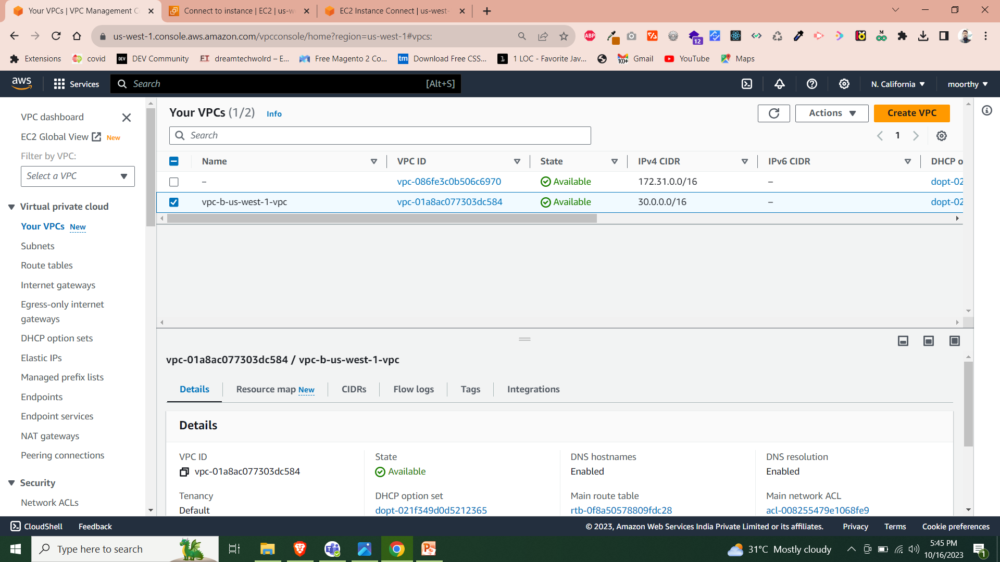 Your VPCs | VPC Management C
Connect to instance | EC2 | us-w
EC2 Instance Connect | us-west-
us-west-1.console.aws.amazon.com/vpcconsole/home?region=us-west-1#vpcs:
ABP
12
Extensions
covid
DEV
DEV Community
dreamtechwolrd – E...
Free Magento 2 Co...
tm
Download Free CSS...
1 LOC - Favorite Jav...
100+
Gmail
YouTube
Maps
aws
Services
Search
[Alt+S]
N. California
moorthy
VPC dashboard
EC2 Global View
New
Filter by VPC:
Select a VPC
Virtual private cloud
Your VPCs New
Subnets
Route tables
Internet gateways
Egress-only internet
gateways
DHCP option sets
Elastic IPs
Managed prefix lists
Endpoints
Endpoint services
NAT gateways
Peering connections
Security
Network ACLs
Your VPCs (1/2) Info
Actions
Create VPC
Search
1
Name VPC ID State IPv4 CIDR IPv6 CIDR DHCP o
– vpc-086fe3c0b506c6970 Available 172.31.0.0/16 – dopt-02
vpc-b-us-west-1-vpc vpc-01a8ac077303dc584 Available 30.0.0.0/16 – dopt-02
vpc-01a8ac077303dc584 / vpc-b-us-west-1-vpc
Details Resource map New CIDRs Flow logs Tags Integrations
Details
VPC ID State DNS hostnames DNS resolution
vpc-01a8ac077303dc584 Available Enabled Enabled
Tenancy DHCP option set Main route table Main network ACL
Default dopt-021f349d0d5212365 rtb-0f8a50578809fdc28 acl-008255479e1068fe9
CloudShell Feedback © 2023, Amazon Web Services India Private Limited or its affiliates. Privacy Terms Cookie preferences
Type here to search
31°C Mostly cloudy
5:45 PM
10/16/2023
1